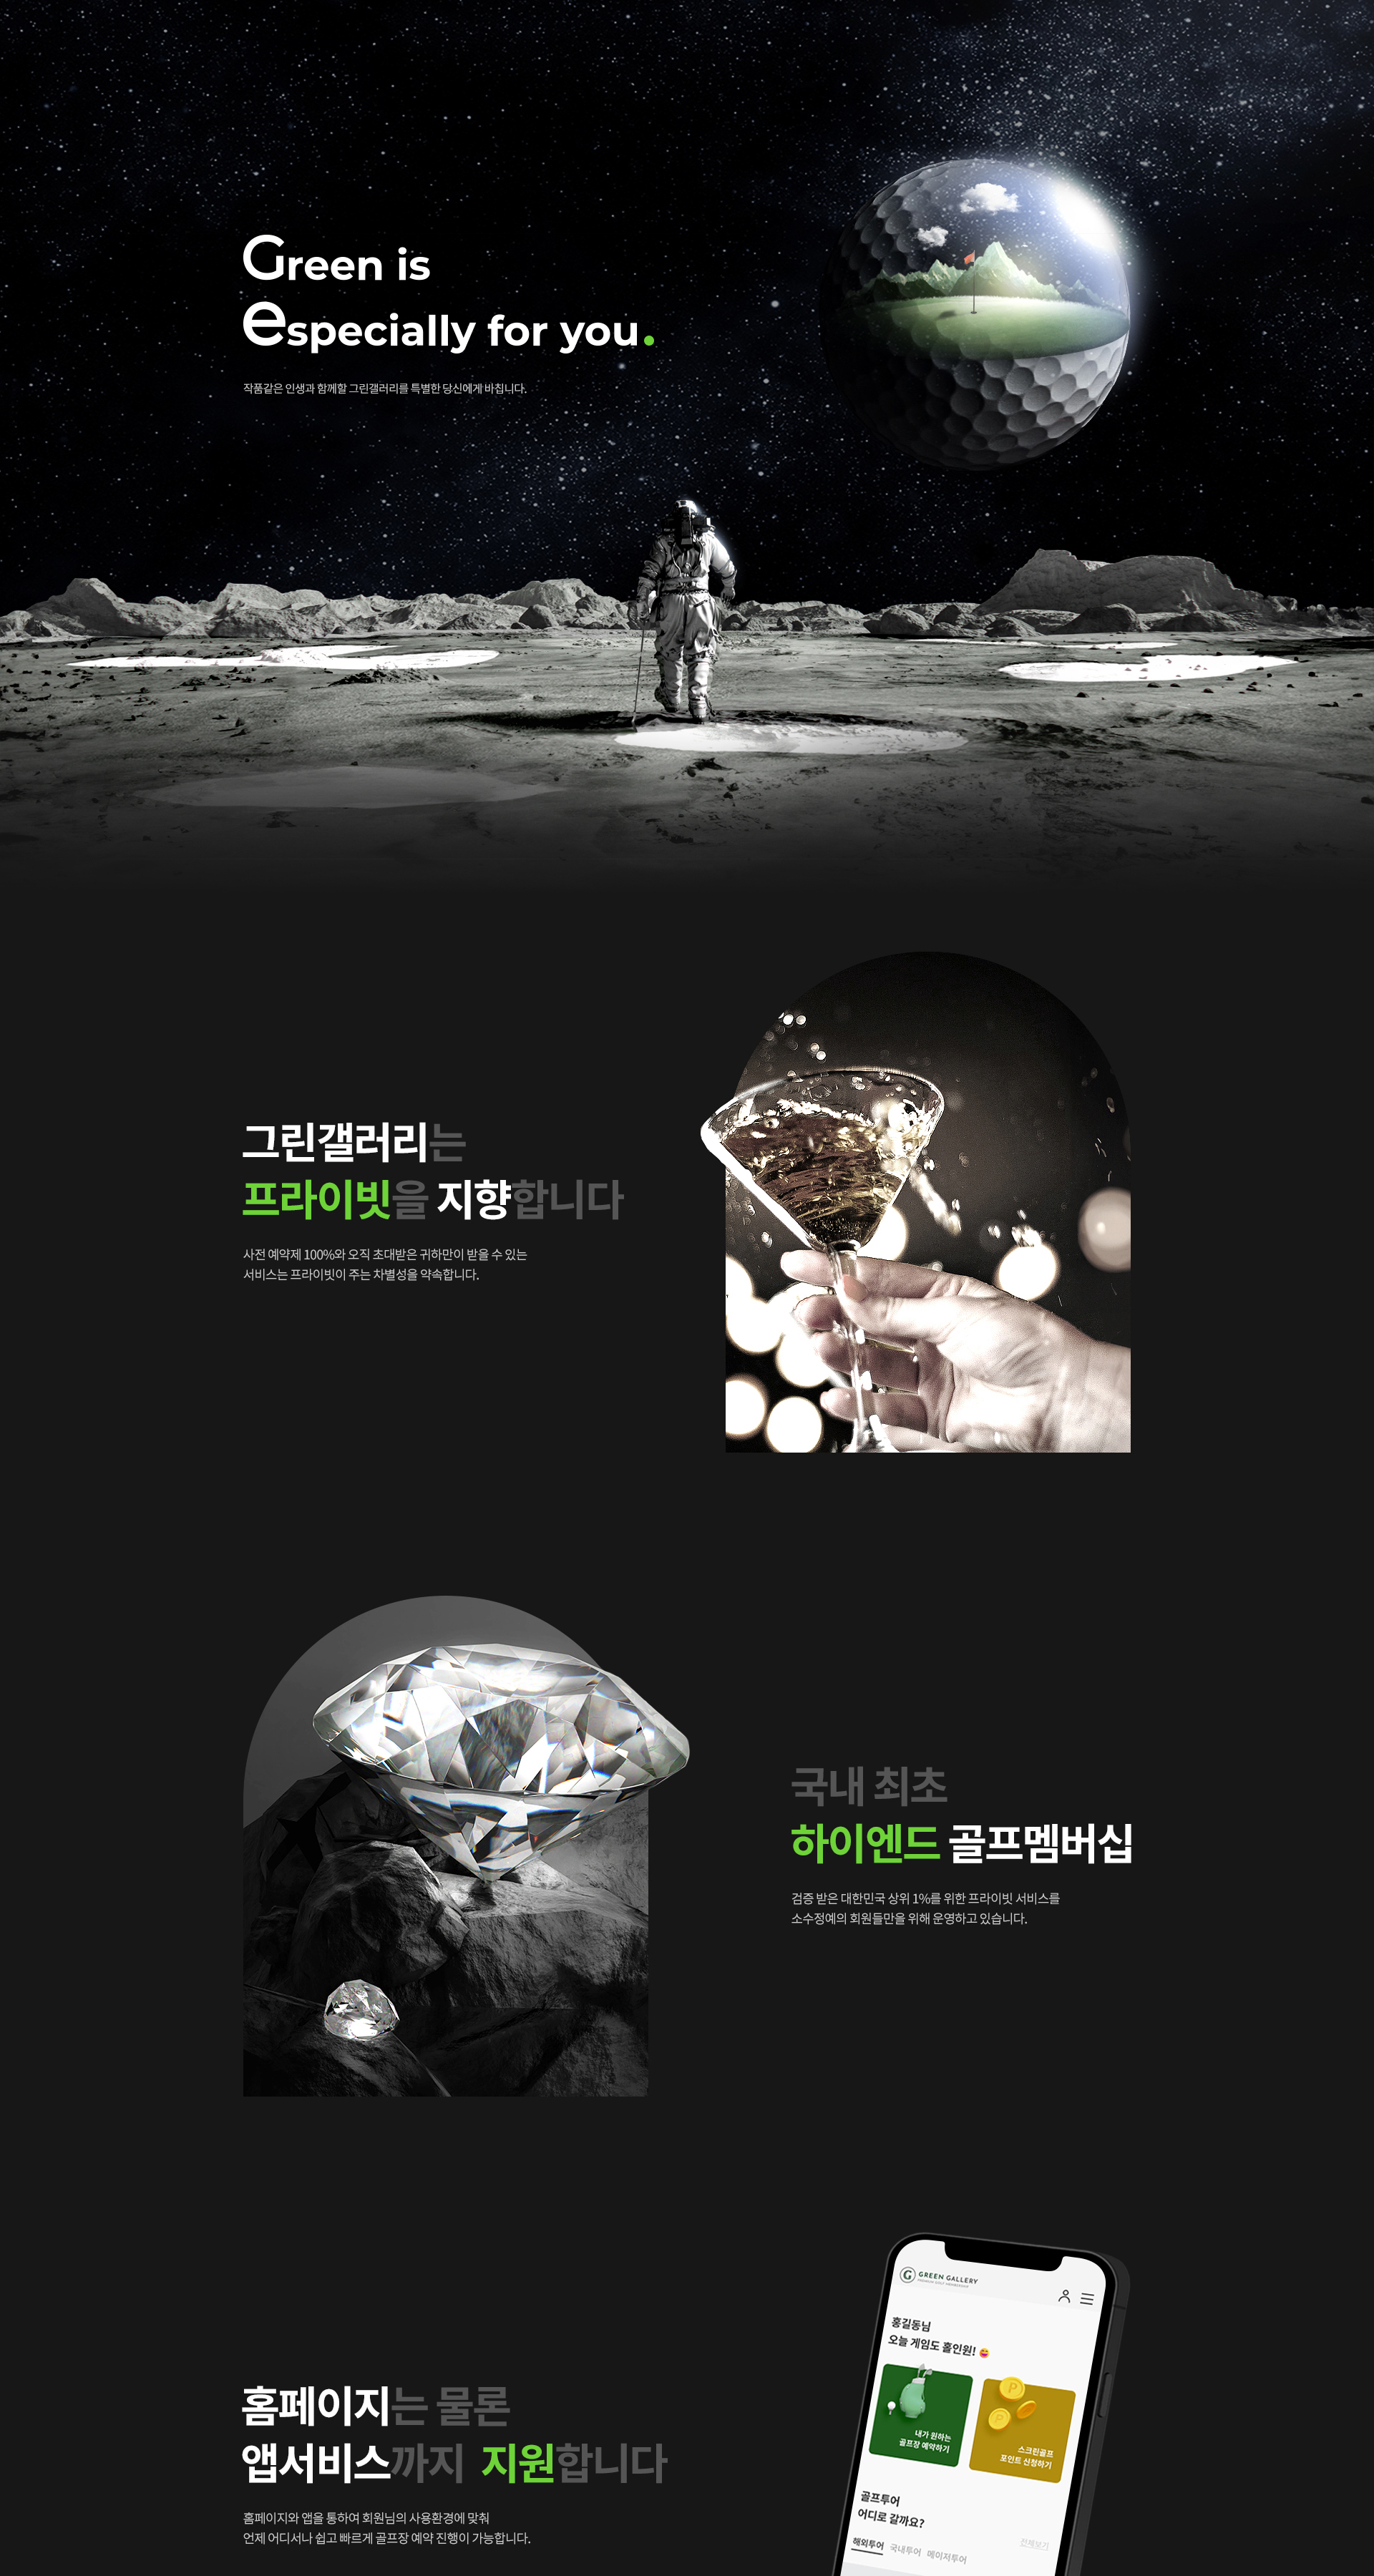 Green is
especially for you.
작품같은 인생과 함께할 그린갤러리를 특별한 당신에게 바칩니다.
그린갤러리는
프라이빗을 지향합니다
사전 예약제 100%와 오직 초대받은 귀하만이 받을 수 있는
서비스는 프라이빗이 주는 차별성을 약속합니다.
국내 최초
하이엔드 골프멤버십
검증 받은 대한민국 상위 1%를 위한 프라이빗 서비스를
소수정예의 회원들만을 위해 운영하고 있습니다.
홈페이지는 물론
앱서비스까지 지원합니다
홈페이지와 앱을 통하여 회원님의 사용환경에 맞춰
언제 어디서나 쉽고 빠르게 골프장 예약 진행이 가능합니다.
G GREEN GALLERY
홍길동님
오늘 게임도 홀인원!
내가 원하는
골프장 예약하기
스크린골프
포인트 신청하기
골프투어
어디로 갈까요?
전체보기
해외투어 국내투어 메이저투어